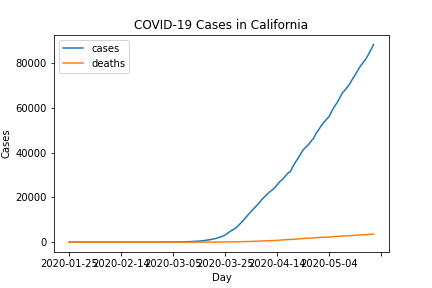 COVID-19 Cases in California
cases
deaths
80000
60000
40000
20000
0
Cases
2020-01-25
2020-02-14
2020-03-05
2020-03-25
2020-04-14
2020-05-04
Day